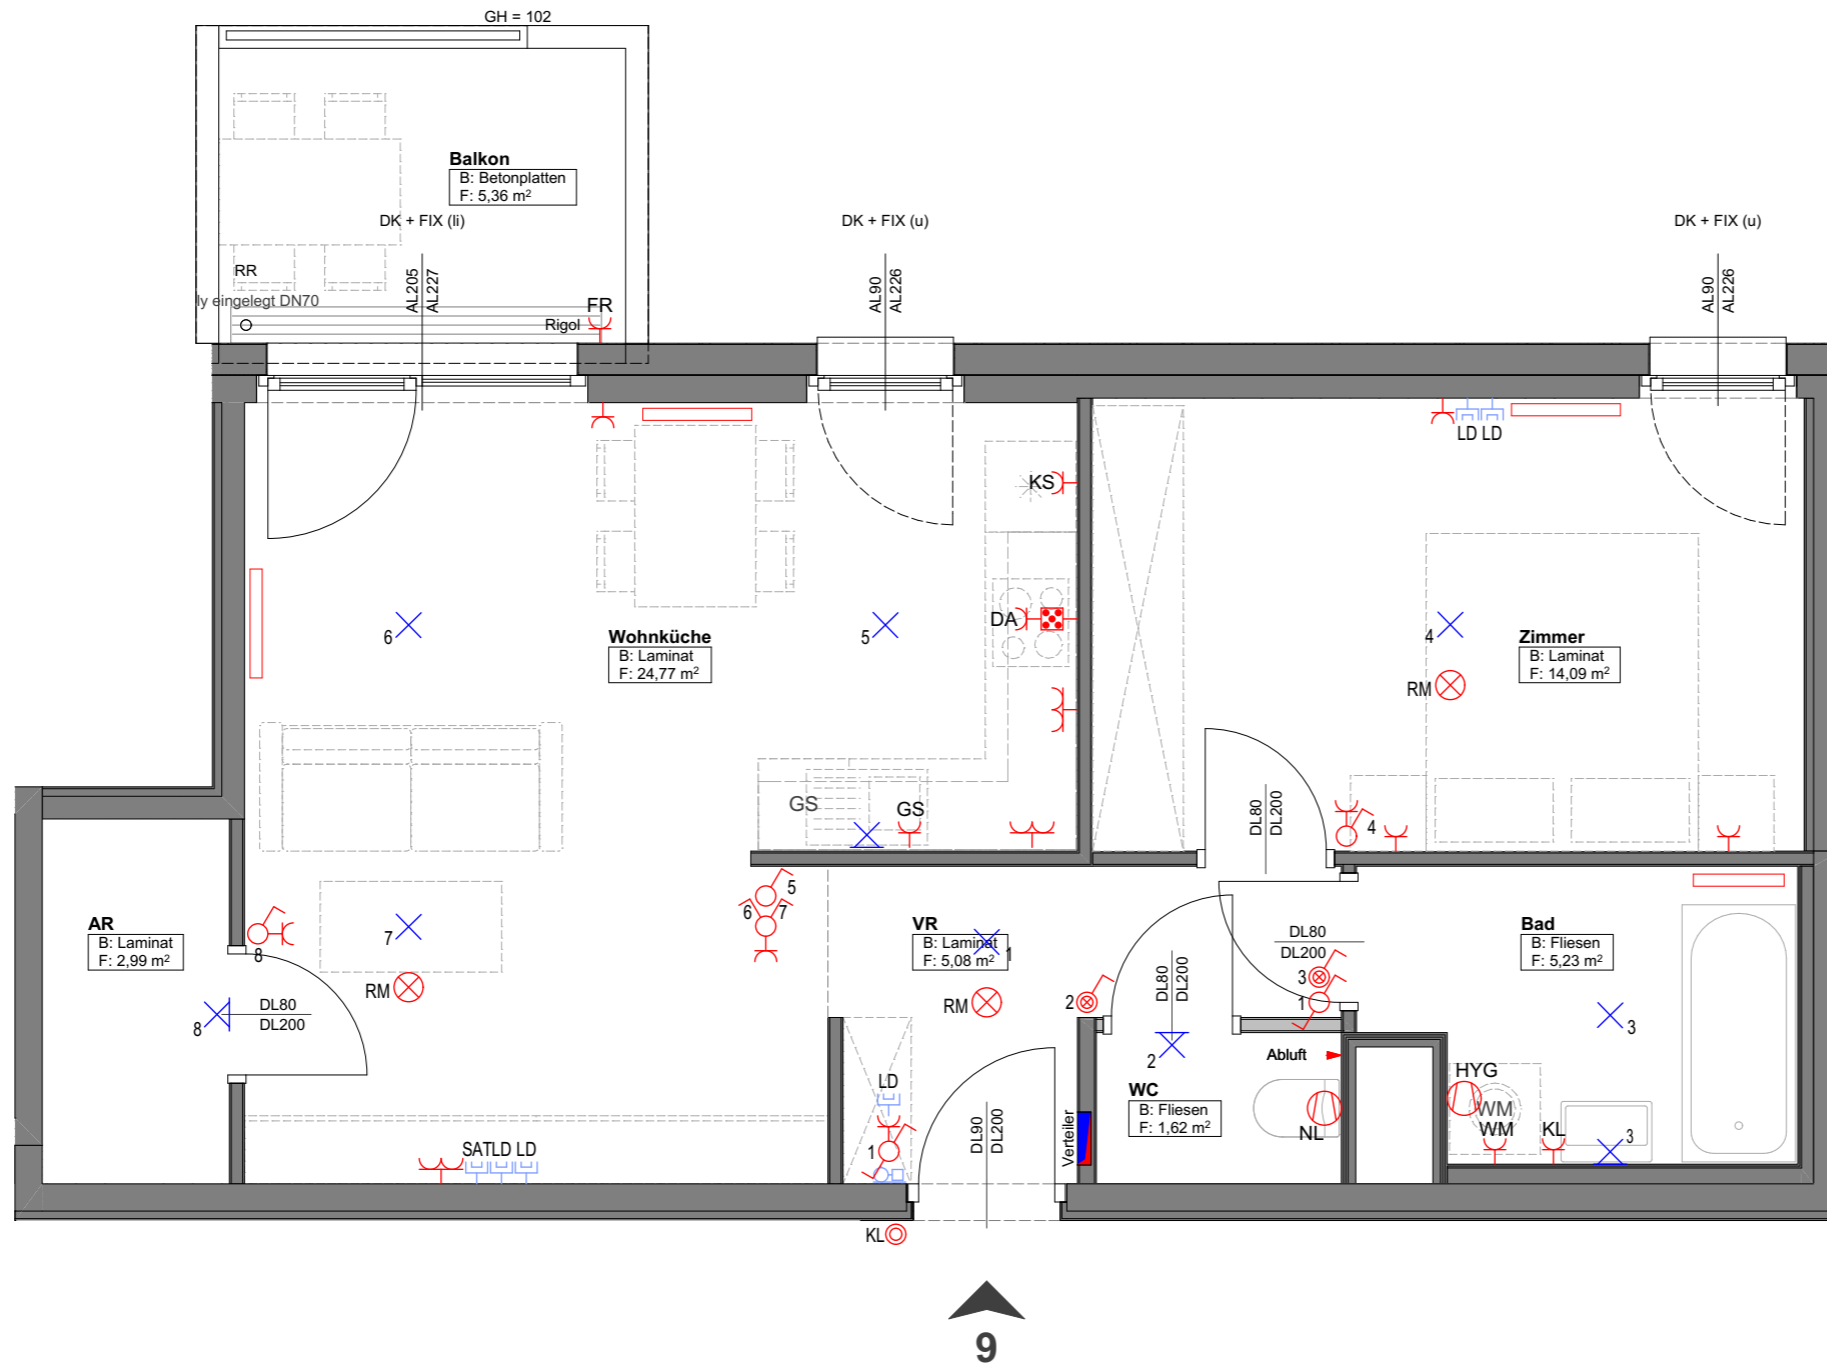 GH = 102
Balkon
B: Betonplatten
F: 5,36 m²
DK + FIX (li)
DK + FIX (u)
DK + FIX (u)
RR
ly eingelegt DN70
AL205
AL227
AL90
AL226
AL90
AL226
FR
Rigol
LD LD
KS
DA
6
5
4
Wohnküche
B: Laminat
F: 24,77 m²
Zimmer
B: Laminat
F: 14,09 m²
RM
GS
GS
DL80
DL200
4
5
6
7
AR
B: Laminat
F: 2,99 m²
8
7
VR
B: Laminat
F: 5,08 m²
1
Bad
B: Fliesen
F: 5,23 m²
DL80
DL200
DL80
DL200
3
1
RM
RM
2
8
DL80
DL200
3
2
Abluft
WC
B: Fliesen
F: 1,62 m²
NL
HYG
WM
WM
KL
3
LD
1
Verteiler
DL90
DL200
SATLD LD
KL
9